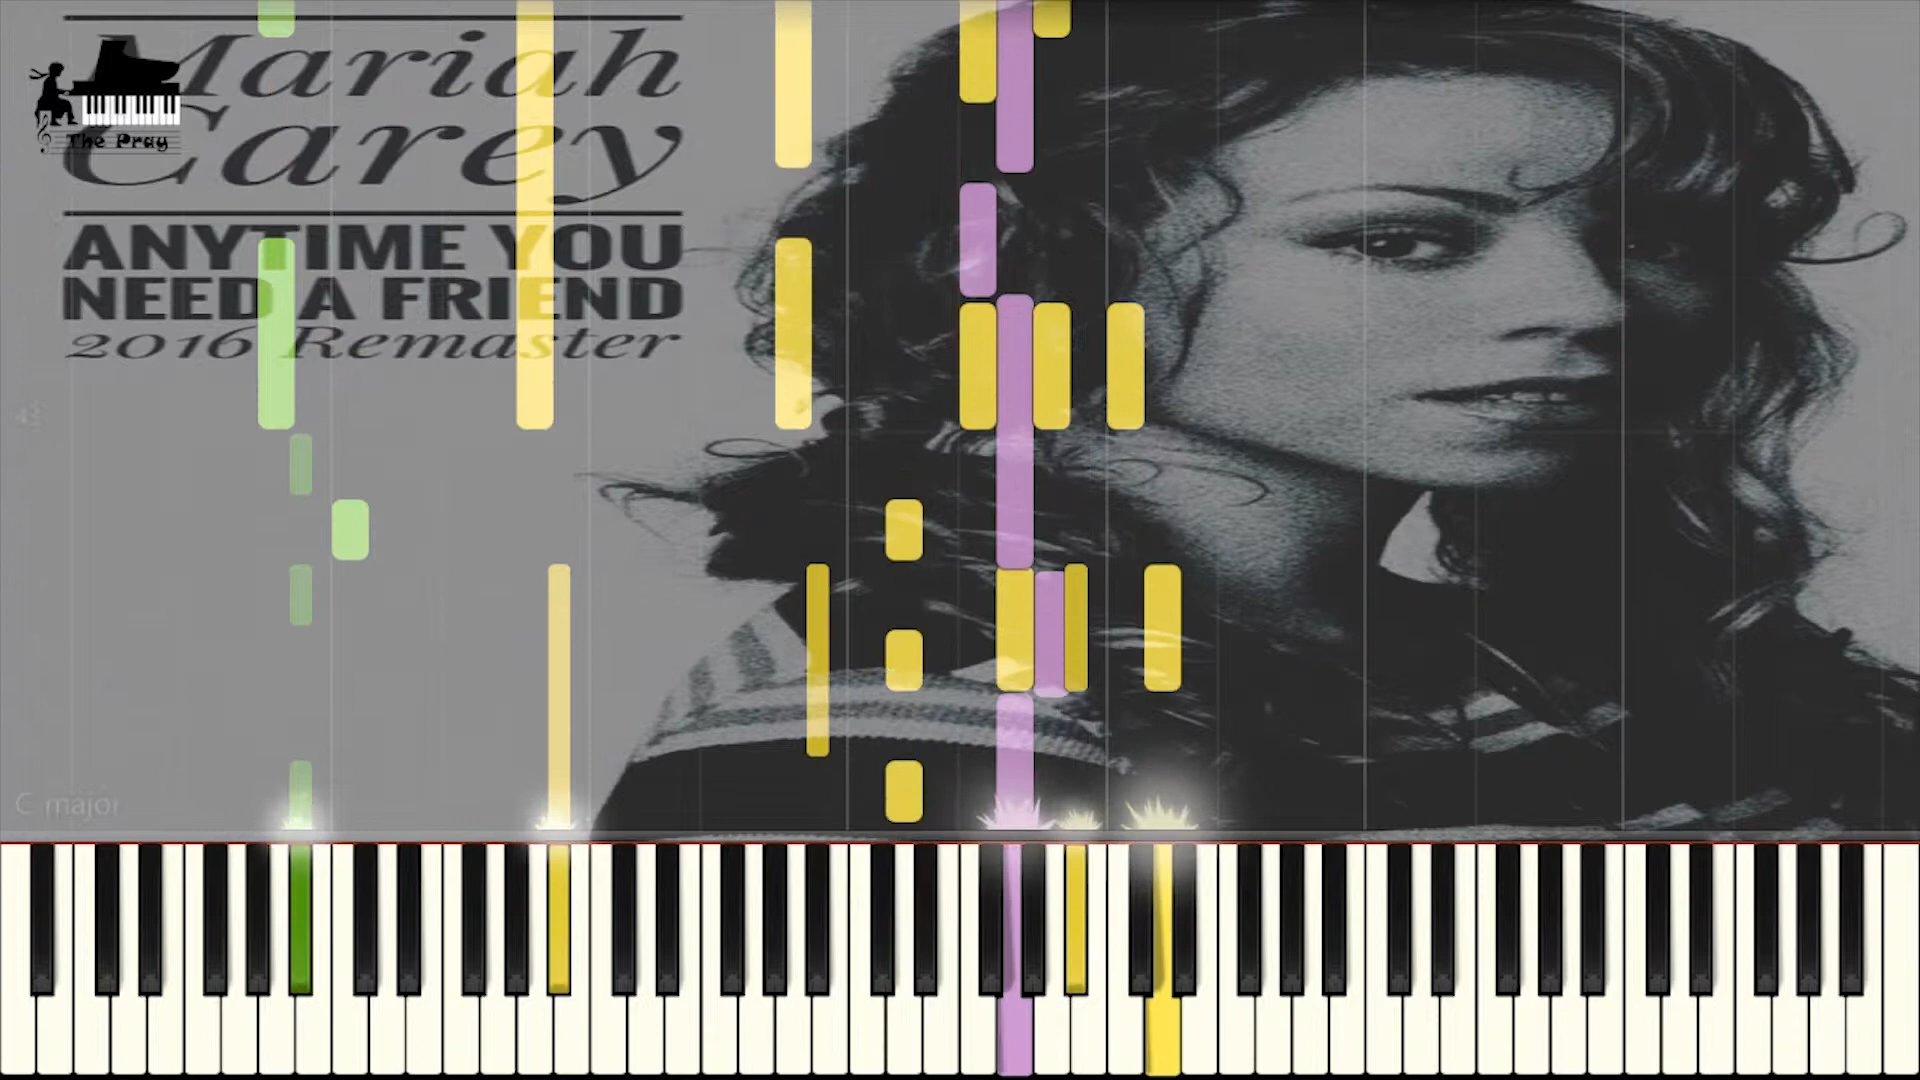 Mariah
Carey
The Pray
ANYTIME YOU
NEED A FRIEND
2016 Remaster
C major